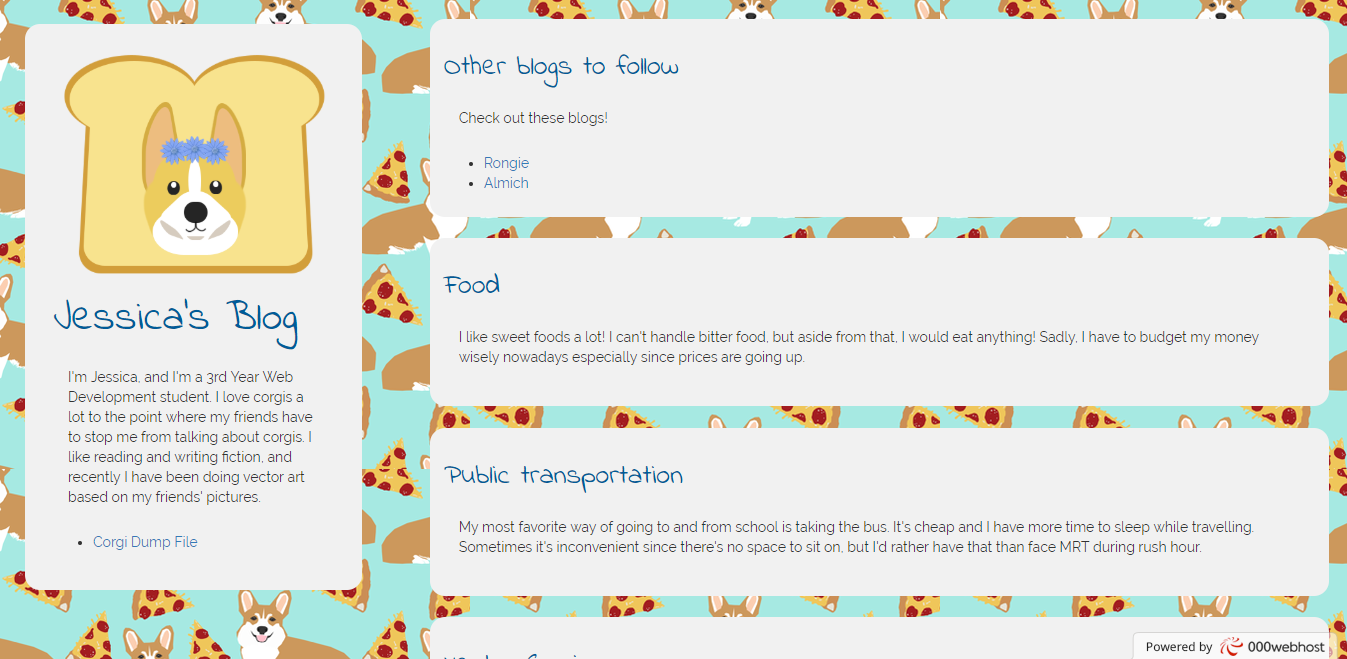 Jessica's Blog
I'm Jessica, and I'm a 3rd Year Web
Development student. I love corgis a
lot to the point where my friends have
to stop me from talking about corgis. I
like reading and writing fiction, and
recently I have been doing vector art
based on my friends' pictures.
Corgi Dump File
Other blogs to follow
Check out these blogs!
Rongie
Almich
Food
I like sweet foods a lot! I can't handle bitter food, but aside from that, I would eat anything! Sadly, I have to budget my money
wisely nowadays especially since prices are going up.
Public transportation
My most favorite way of going to and from school is taking the bus. It's cheap and I have more time to sleep while travelling.
Sometimes it's inconvenient since there's no space to sit on, but I'd rather have that than face MRT during rush hour.
Powered by 000webhost